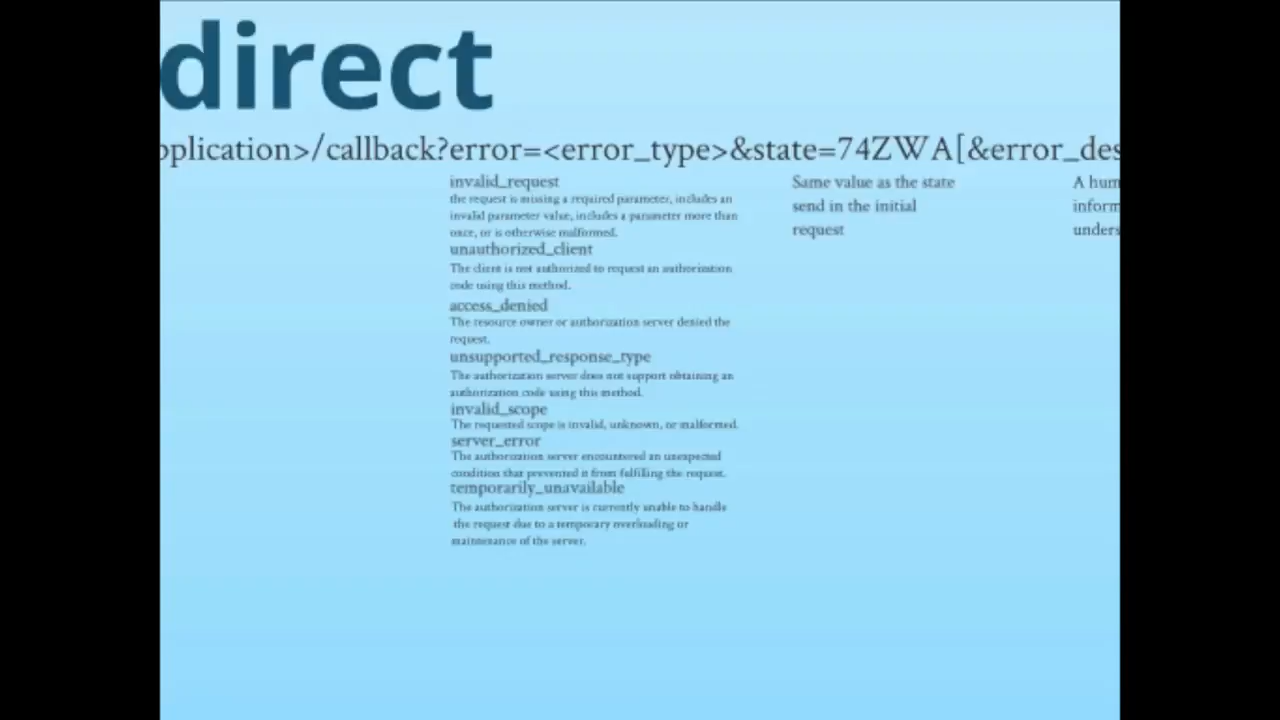 direct
pplication>/callback?error=<error_type>&state=74ZWA[&error_des
invalid_request
the request is missing a required parameter, includes an
invalid parameter value, includes a parameter more than
once, or is otherwise malformed.
unauthorized_client
The client is not authorized to request an authorization
code using this method.
access_denied
The resource owner or authorization server denied the
request.
unsupported_response_type
The authorization server does not support obtaining an
authorization code using this method.
invalid_scope
The requested scope is invalid, unknown, or malformed.
server_error
The authorization server encountered an unexpected
condition that prevented it from fulfilling the request.
temporarily_unavailable
The authorization server is currently unable to handle
the request due to a temporary overloading or
maintenance of the server.
Same value as the state
send in the initial
request
A hum
inform
unders